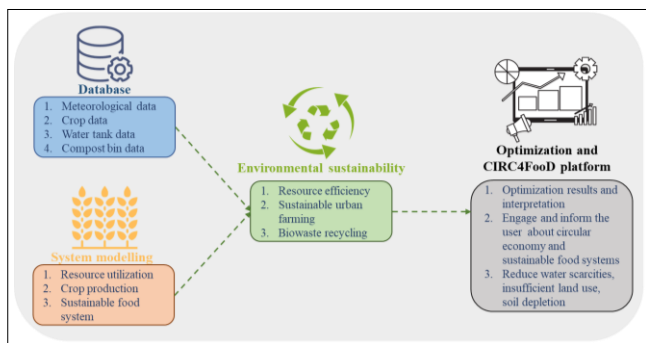 Database
1. Meteorological data
2. Crop data
3. Water tank data
4. Compost bin data
System modelling
1. Resource utilization
2. Crop production
3. Sustainable food
system
Environmental sustainability
1. Resource efficiency
2. Sustainable urban
farming
3. Biowaste recycling
Optimization and
CIRC4FooD platform
1. Optimization results and
interpretation
2. Engage and inform the
user about circular
economy and
sustainable food systems
3. Reduce water scarcities,
insufficient land use,
soil depletion